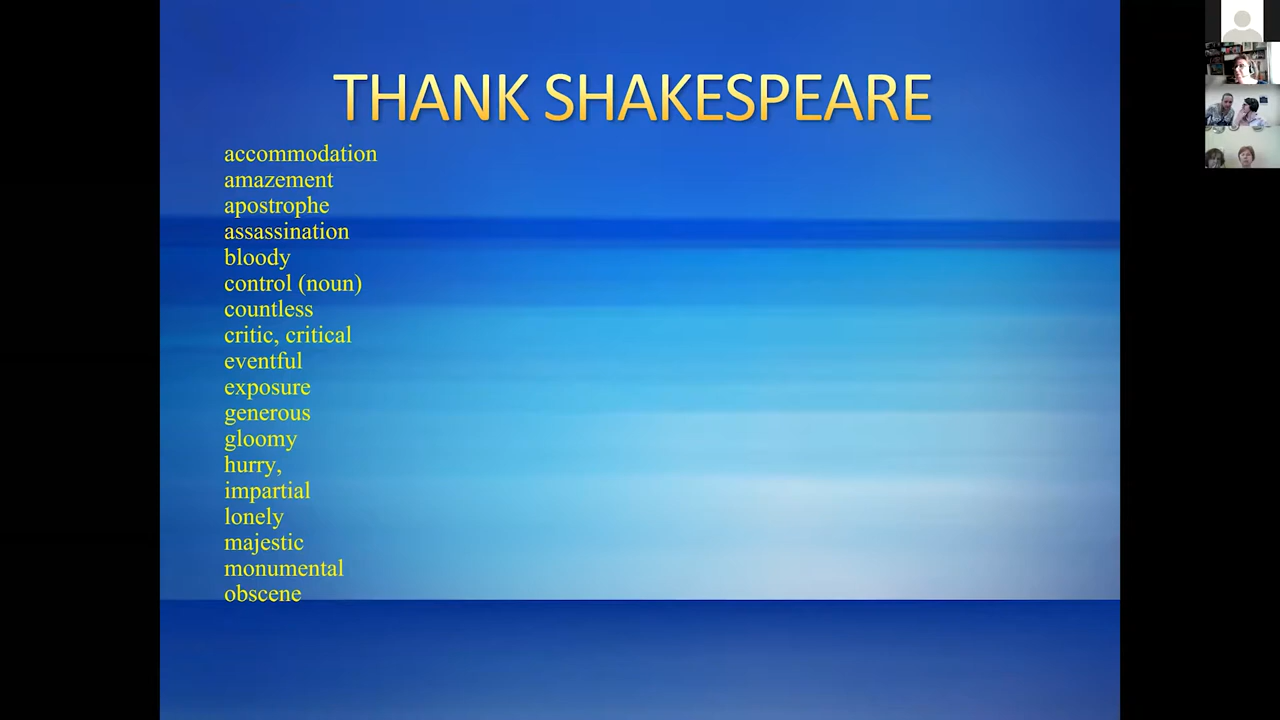 THANK SHAKESPEARE
accommodation
amazement
apostrophe
assassination
bloody
control (noun)
countless
critic, critical
eventful
exposure
generous
gloomy
hurry,
impartial
lonely
majestic
monumental
obscene